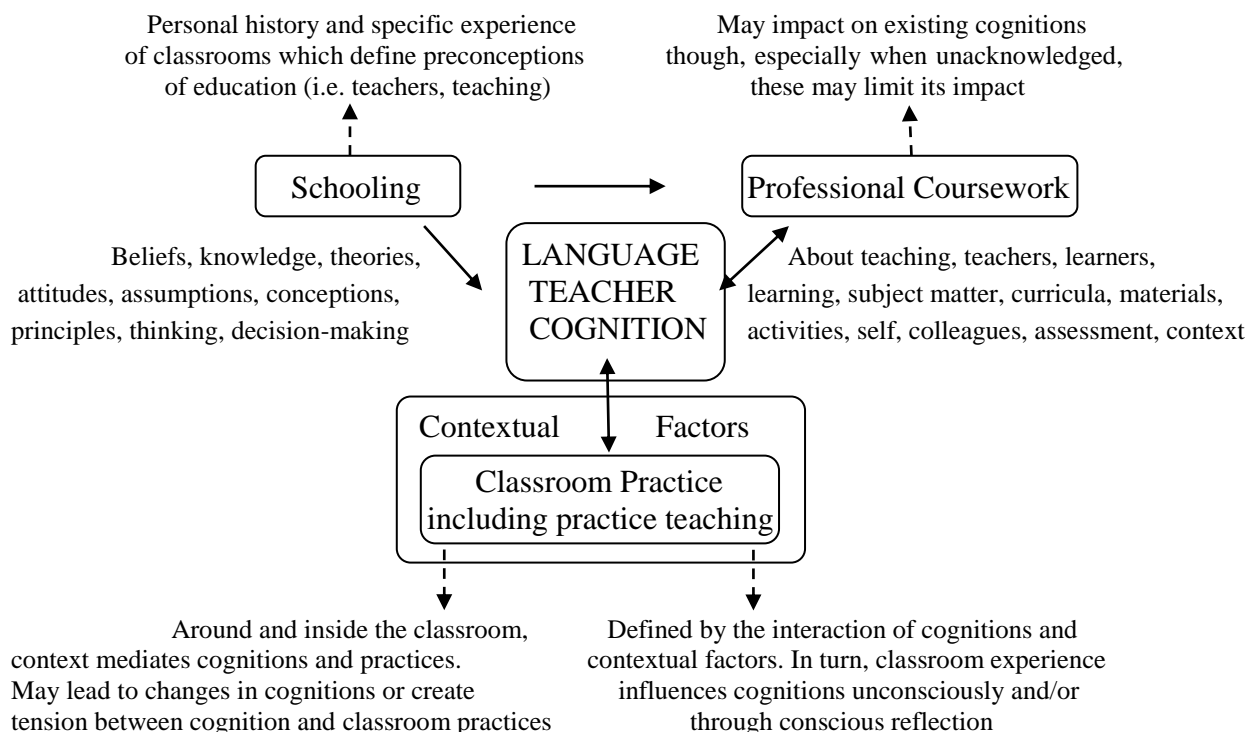 Personal history and specific experience
of classrooms which define preconceptions
of education (i.e. teachers, teaching)
May impact on existing cognitions
though, especially when unacknowledged,
these may limit its impact
Schooling
Professional Coursework
Beliefs, knowledge, theories,
attitudes, assumptions, conceptions,
principles, thinking, decision-making
LANGUAGE
TEACHER
COGNITION
About teaching, teachers, learners,
learning, subject matter, curricula, materials,
activities, self, colleagues, assessment, context
Contextual Factors
Classroom Practice
including practice teaching
Around and inside the classroom,
context mediates cognitions and practices.
May lead to changes in cognitions or create
tension between cognition and classroom practices
Defined by the interaction of cognitions and
contextual factors. In turn, classroom experience
influences cognitions unconsciously and/or
through conscious reflection